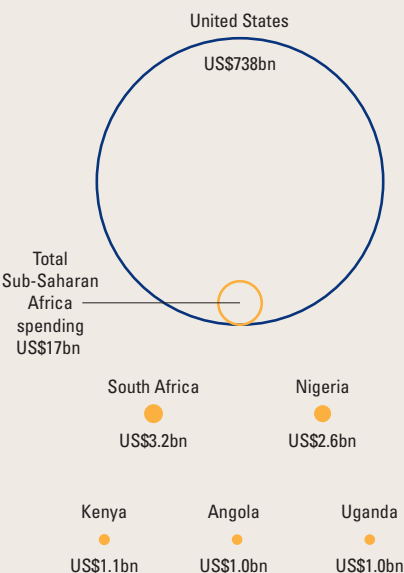 United States
US$738bn
Total
Sub-Saharan
Africa
spending
US$17bn
South Africa
US$3.2bn
Nigeria
US$2.6bn
Kenya
US$1.1bn
Angola
US$1.0bn
Uganda
US$1.0bn